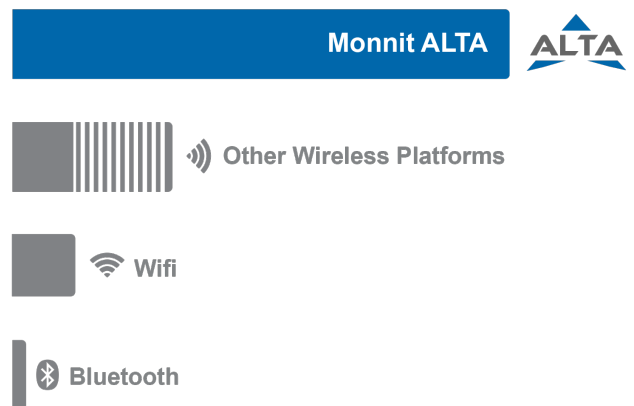 Monnit ALTA
ALTA
Other Wireless Platforms
Wifi
Bluetooth